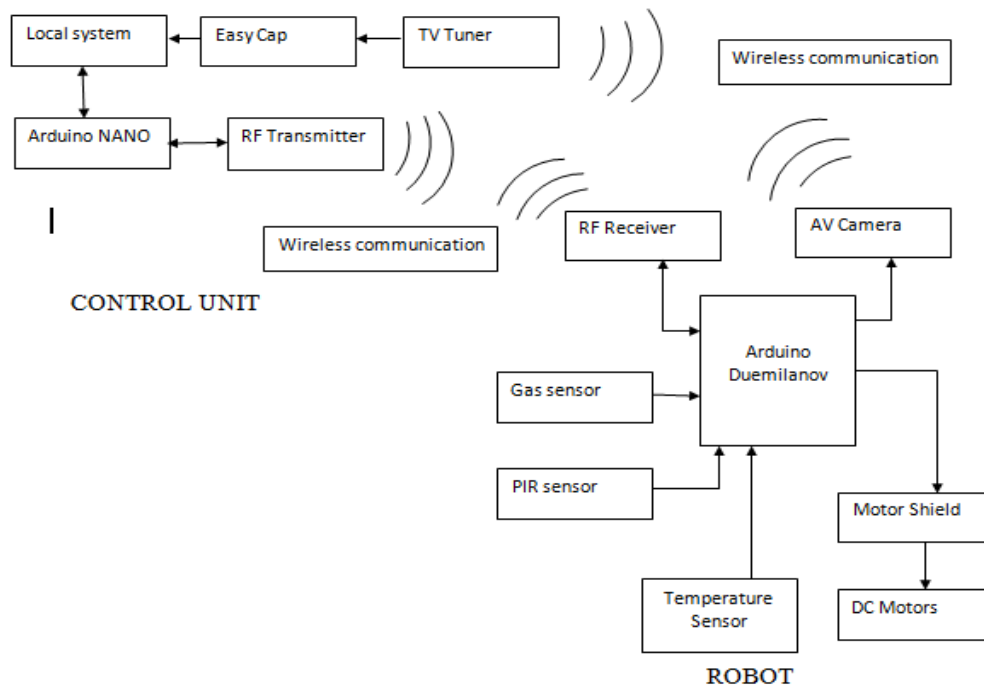 Local system
Easy Cap
TV Tuner
Wireless communication
Arduino NANO
RF Transmitter
RF Receiver
AV Camera
Wireless communication
CONTROL UNIT
Arduino
Duemilanov
Gas sensor
PIR sensor
Motor Shield
Temperature
Sensor
DC Motors
ROBOT